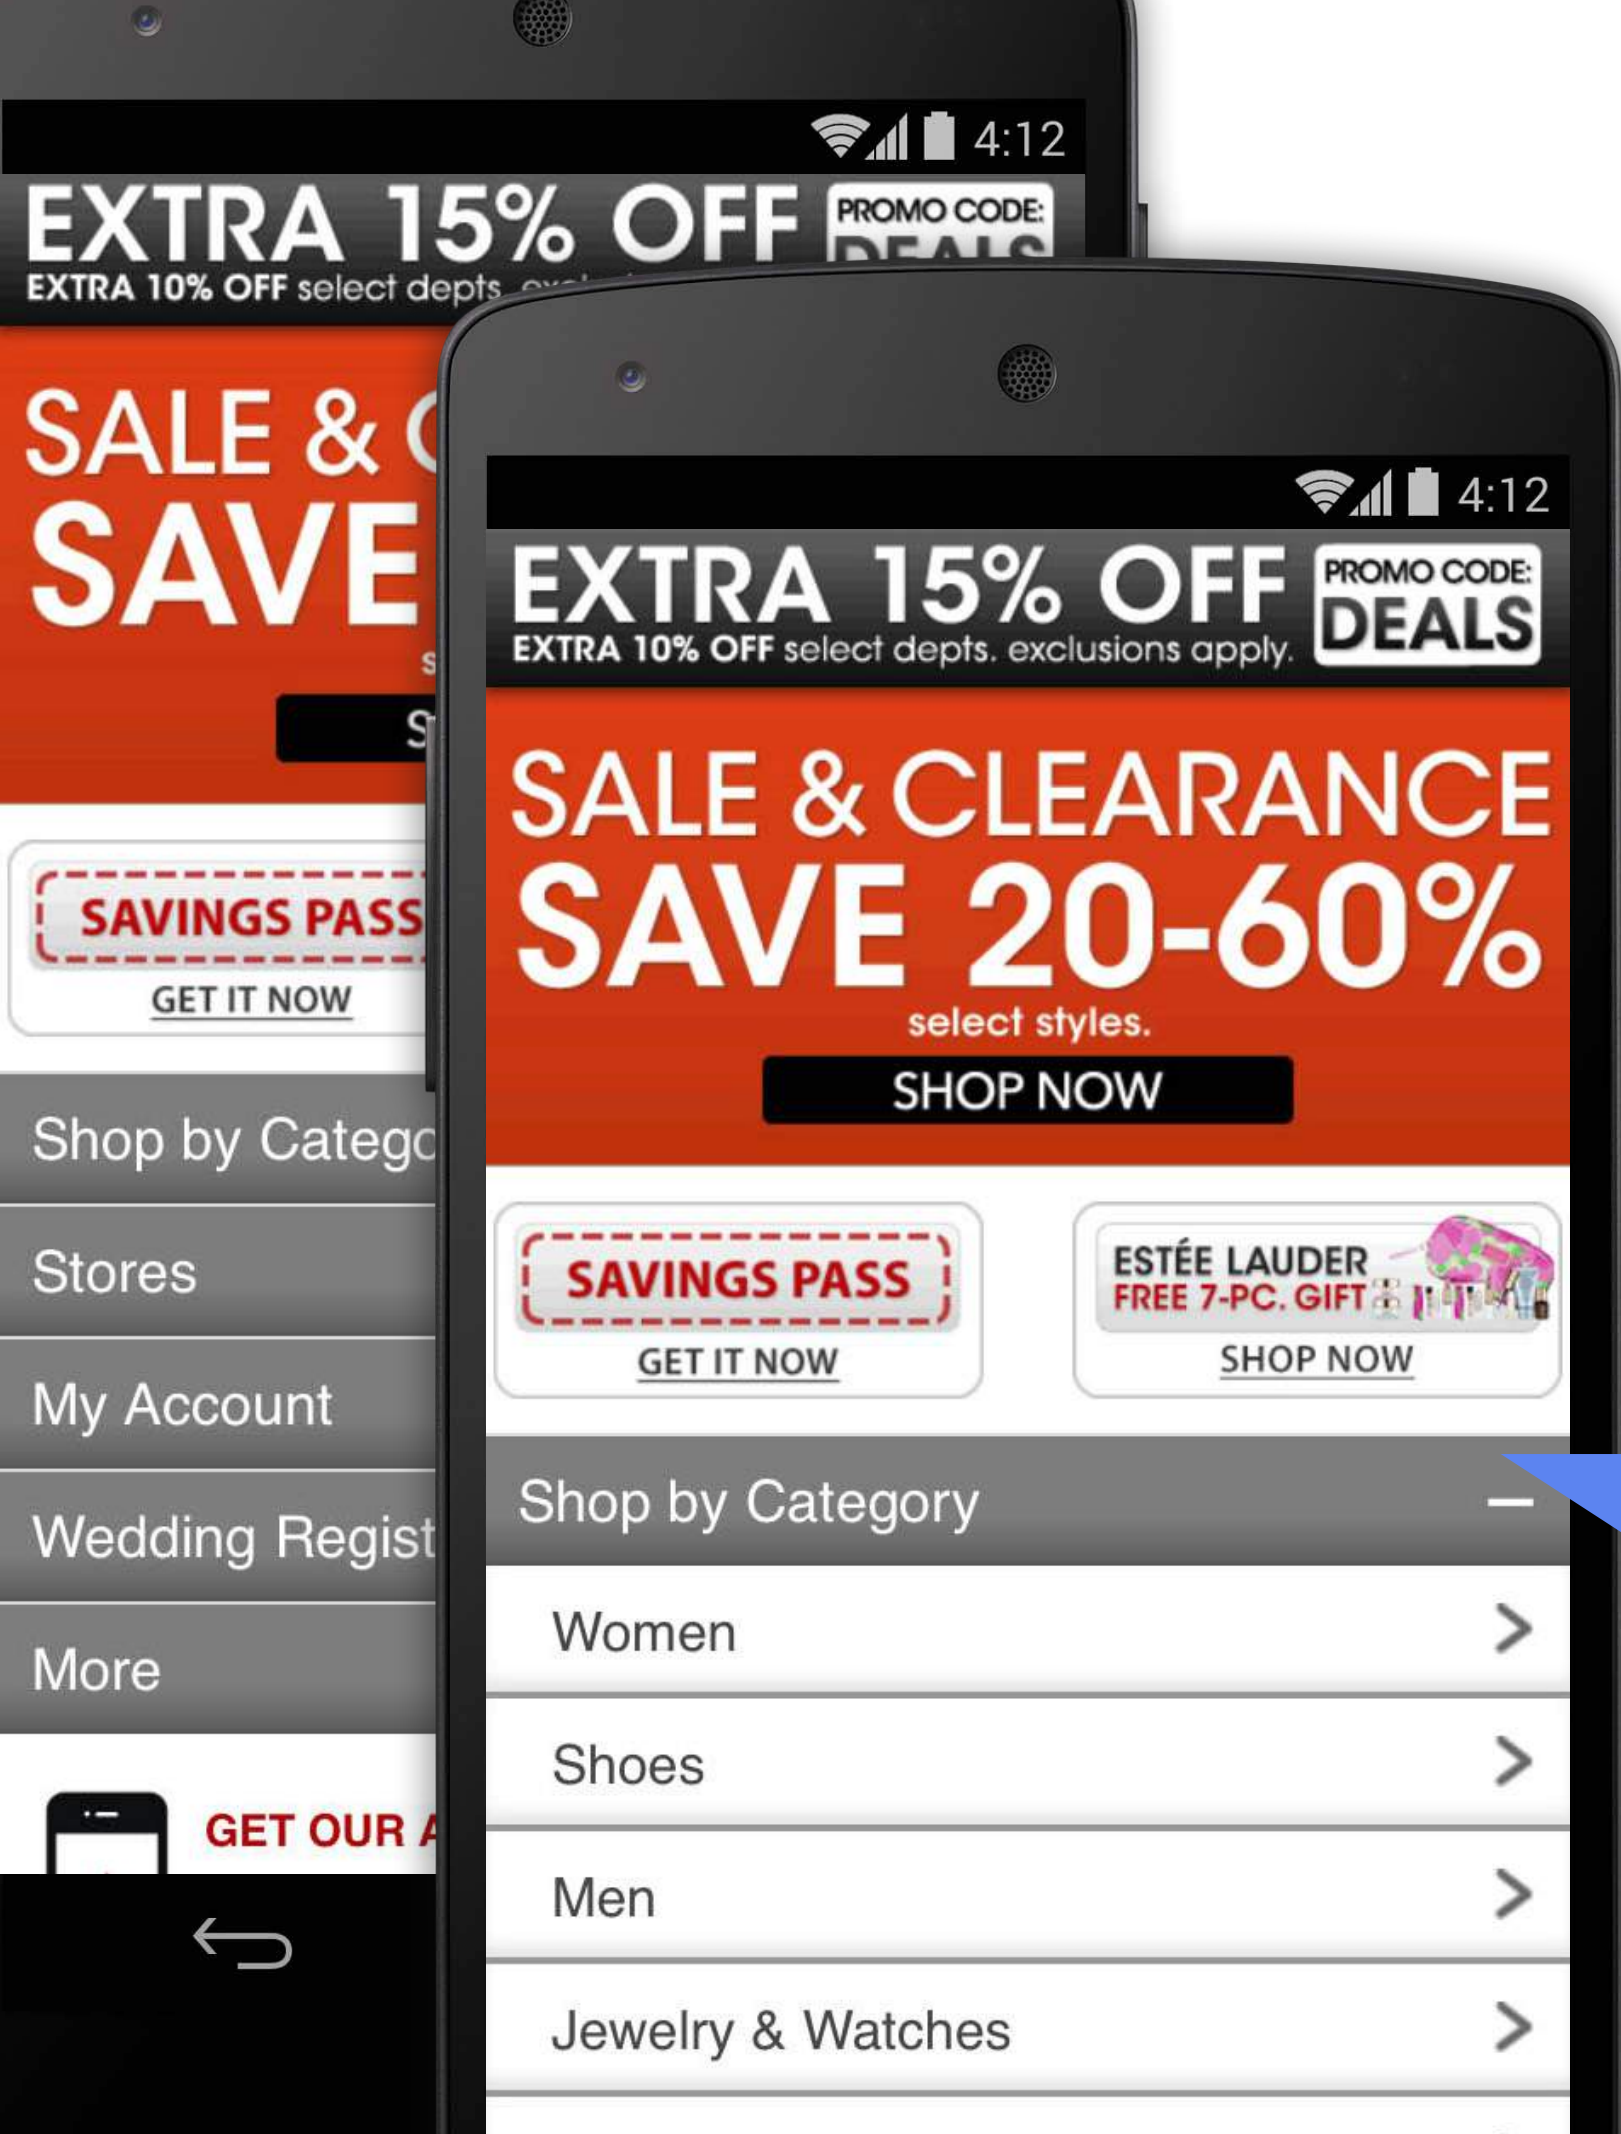 4:12
EXTRA 15% OFF
PROMO CODE:
DEALS
EXTRA 10% OFF select depts.
SALE &
SAVE
SAVINGS PASS
GET IT NOW
Shop by
Stores
My Account
Wedding
More
GET OUR
4:12
EXTRA 15% OFF
PROMO CODE:
DEALS
EXTRA 10% OFF select depts. exclusions apply.
SALE & CLEARANCE
SAVE 20-60%
select styles.
SHOP NOW
SAVINGS PASS
GET IT NOW
ESTÉE LAUDER
FREE 7-PC. GIFT
SHOP NOW
Shop by Category
Women
Shoes
Men
Jewelry & Watches